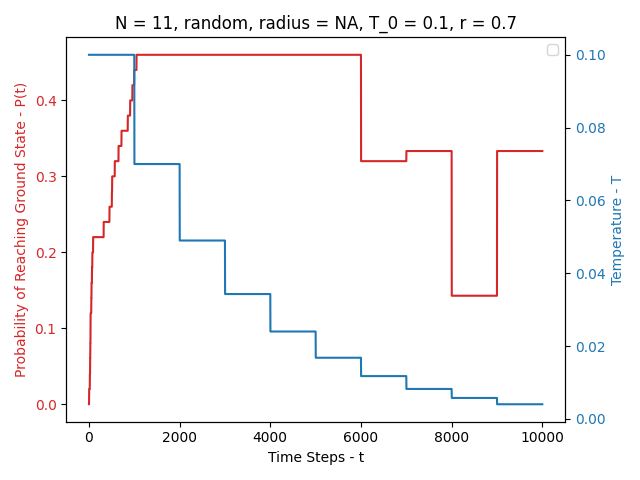 N = 11, random, radius = NA, T_0 = 0.1, r = 0.7
Probability of Reaching Ground State - P(t)
0.4
0.3
0.2
0.1
0.0
0.10
0.08
0.06
0.04
0.02
0.00
Temperature - T
0 2000 4000 6000 8000 10000
Time Steps - t